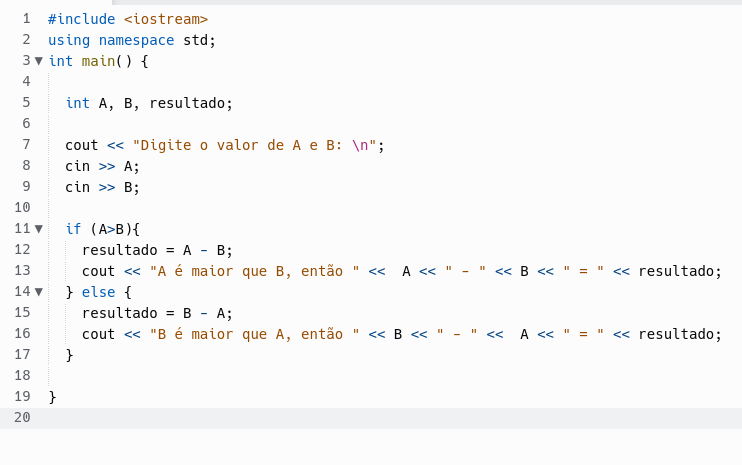 1 #include <iostream>
2 using namespace std;
3 int main() {
4
5 int A, B, resultado;
6
7 cout << "Digite o valor de A e B: \n";
8 cin >> A;
9 cin >> B;
10
11 if (A>B){
12 resultado = A - B;
13 cout << "A é maior que B, então " <<  A << " - " << B << " = " << resultado;
14 } else {
15 resultado = B - A;
16 cout << "B é maior que A, então " << B << " - " <<  A << " = " << resultado;
17 }
18
19 }
20